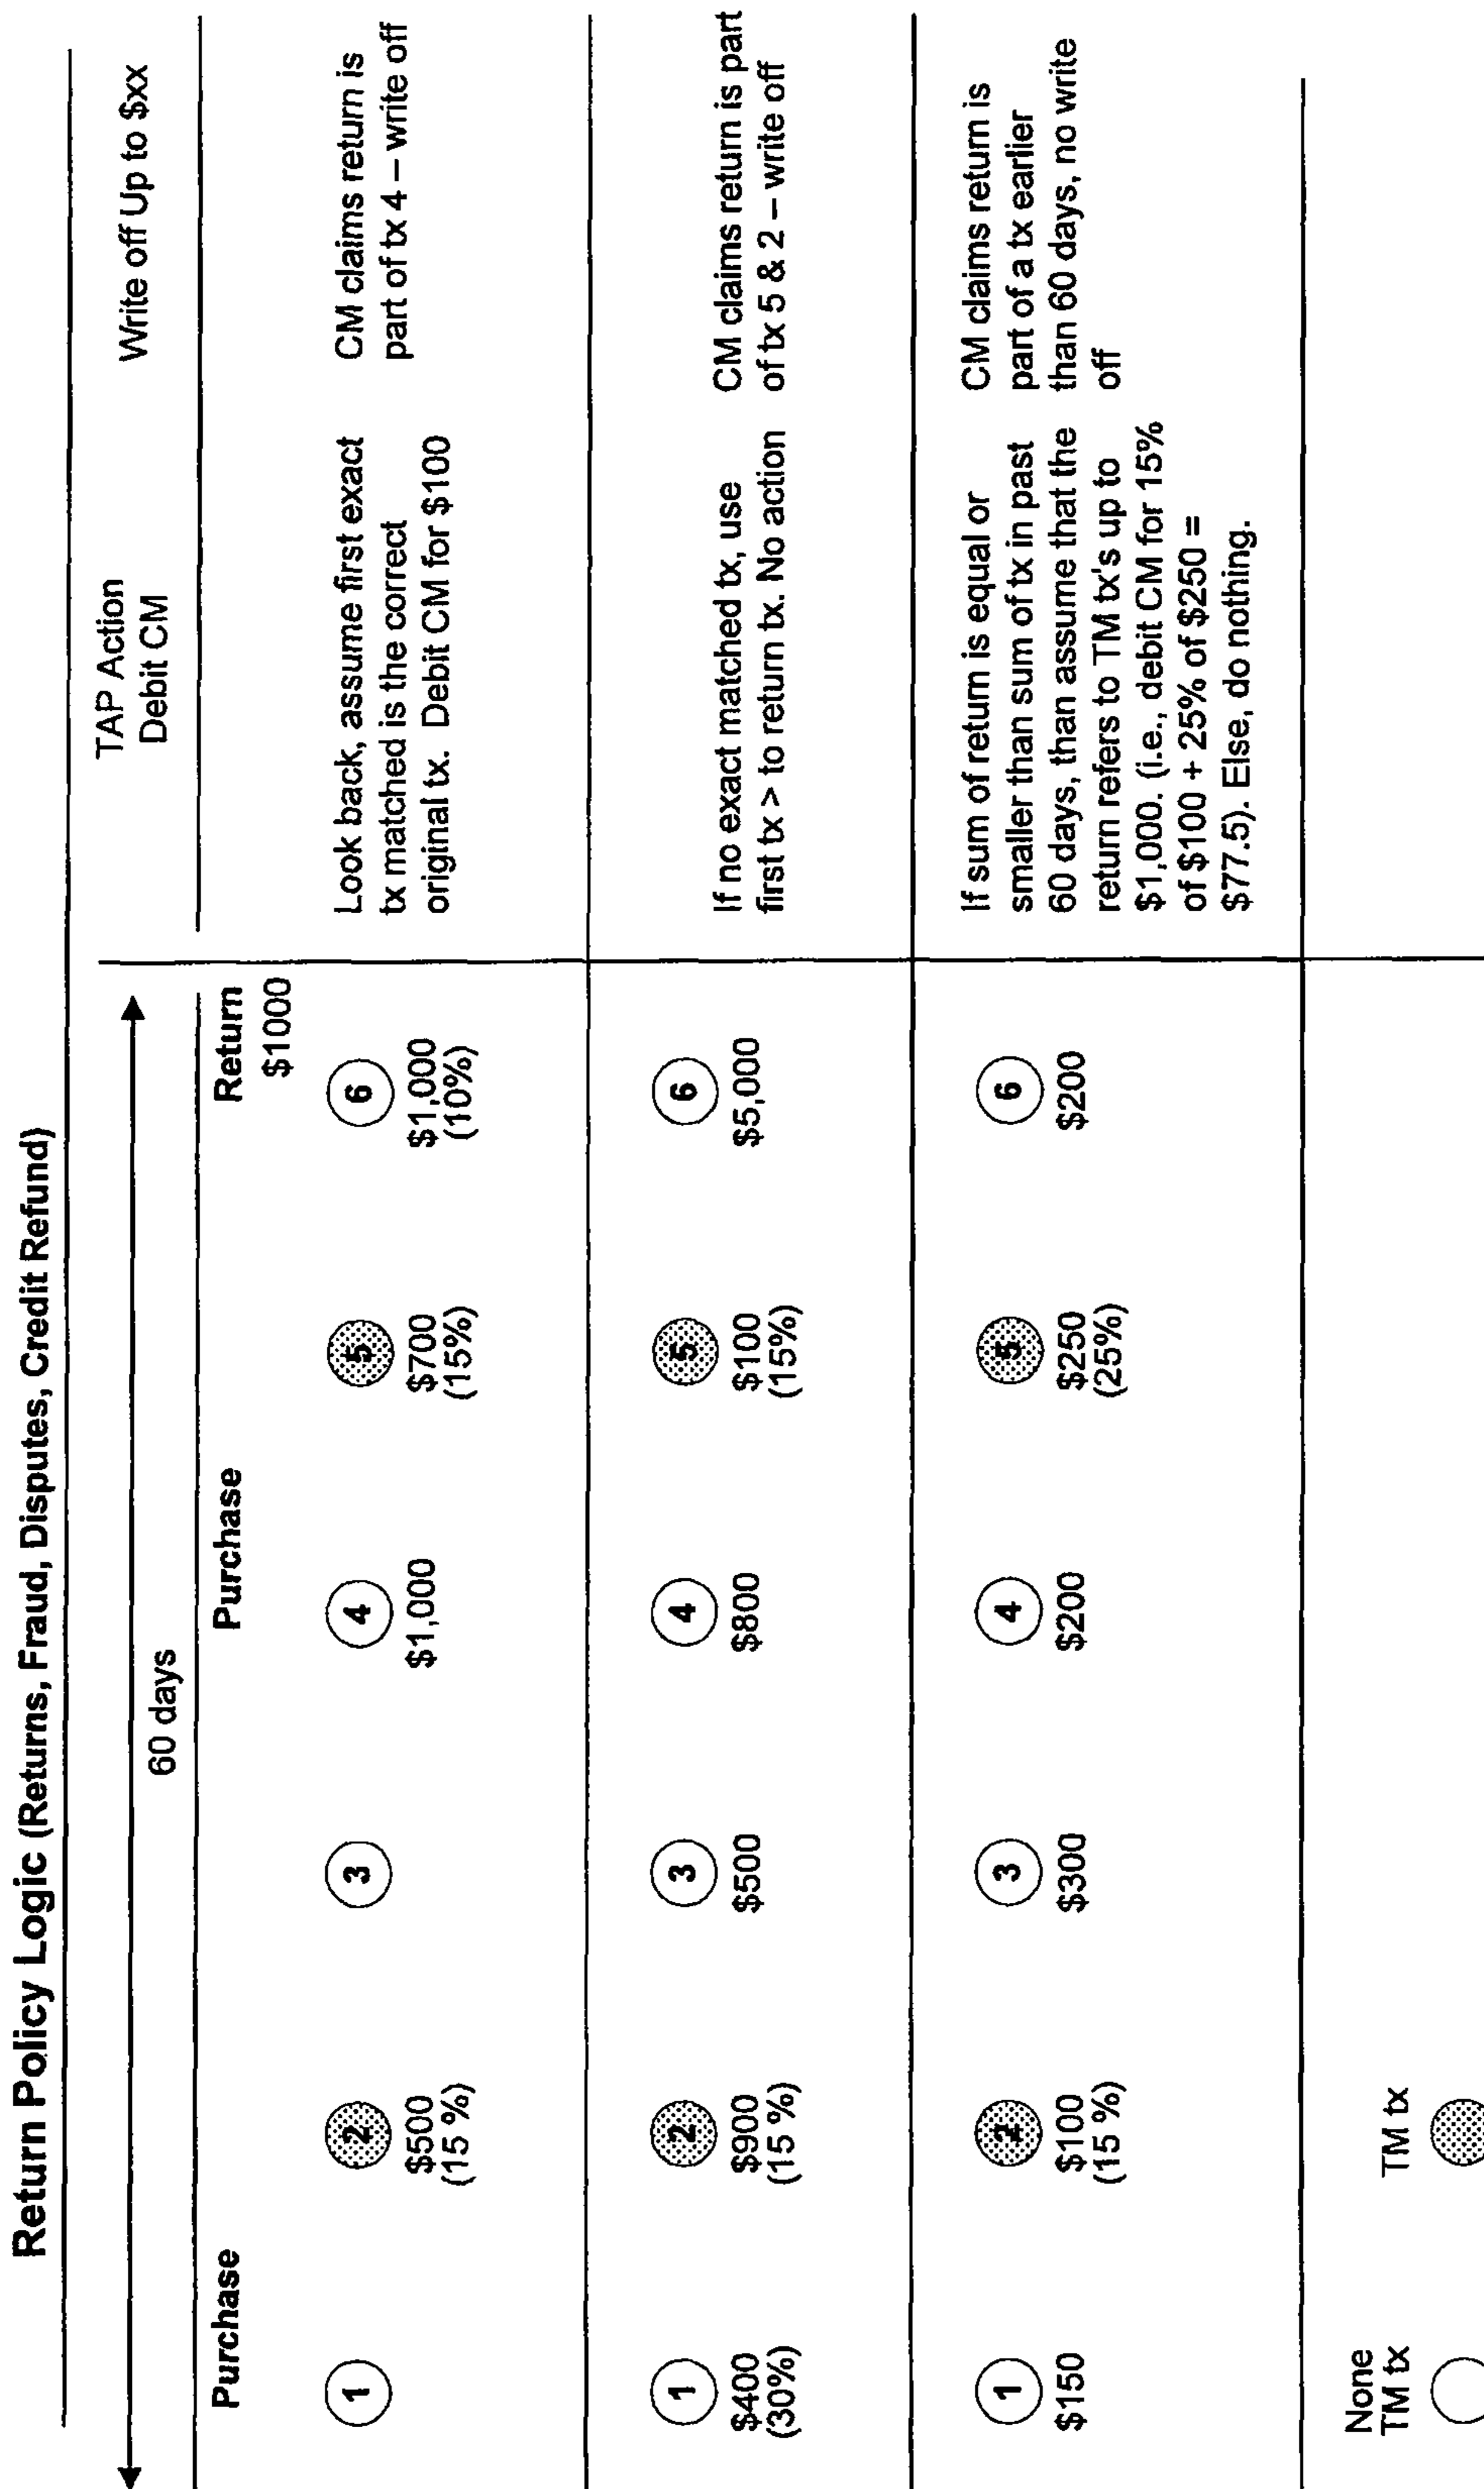 Return Policy Logic (Returns, Fraud, Disputes, Credit Refund)
60 days
TAP Action
Debit CM
Write off Up to $xx
Purchase
Purchase
Return
$1000
1
2
$500
(15 %)
3
4
$1,000
5
$700
(15%)
6
$1,000
(10%)
Look back, assume first exact
tx matched is the correct
original tx. Debit CM for $100
CM claims return is
part of tx 4 – write off
1
$400
(30%)
2
$900
(15 %)
3
$500
4
$800
5
$100
(15%)
6
$5,000
If no exact matched tx, use
first tx > to return tx. No action
CM claims return is part
of tx 5 & 2 – write off
1
$150
2
$100
(15 %)
3
$300
4
$200
5
$250
(25%)
6
$200
If sum of return is equal or
smaller than sum of tx in past
60 days, than assume that the
return refers to TM tx's up to
$1,000. (i.e., debit CM for 15%
of $100 + 25% of $250 =
$77.5). Else, do nothing.
CM claims return is
part of a tx earlier
than 60 days, no write
off
None
TM tx
TM tx